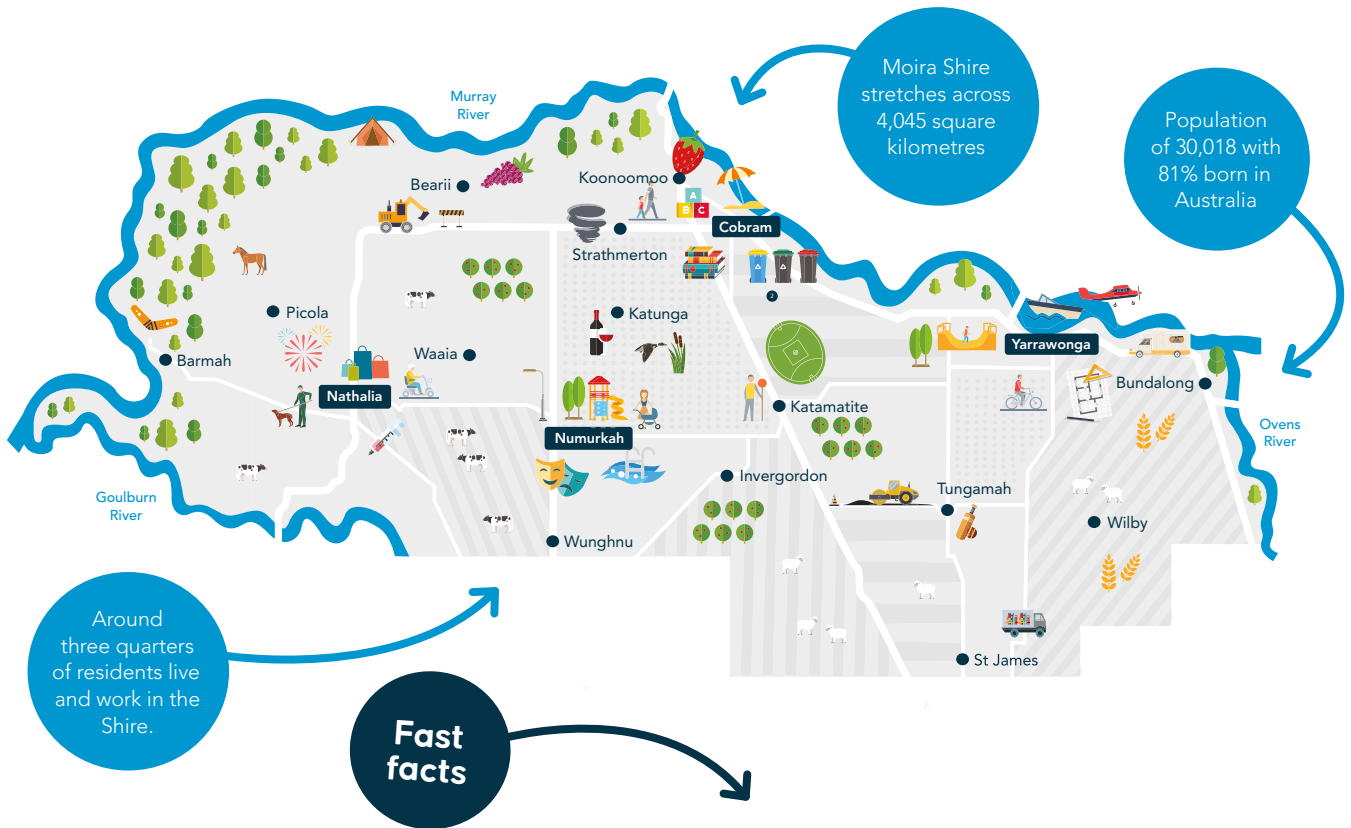 Moira Shire
stretches across
4,045 square
kilometres
Population
of 30,018 with
81% born in
Australia
Murray
River
Bearii
Koonoomoo
A
B C
Cobram
Strathmerton
2
Picola
Katunga
Yarrawonga
Barmah
Waaia
Bundalong
Nathalia
Katamatite
Numurkah
Ovens
River
Invergordon
Goulburn
River
Tungamah
Wilby
Wunghnu
St James
Around
three quarters
of residents live
and work in the
Shire.
Fast
facts